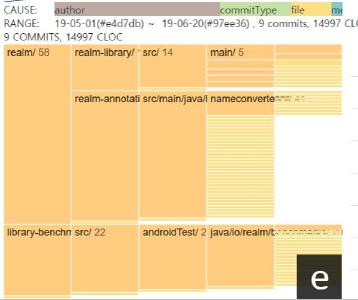 CAUSE: author commitType file me
RANGE: 19-05-01(#e4d7db) ~ 19-06-20(#97ee36) , 9 commits, 14997 CLO
9 COMMITS, 14997 CLOC
realm/ 58 realm-library/ src/ 14 main/ 5
realm-annotati src/main/java/i nameconverte
library-benchm src/ 22 androidTest/ 2 java/io/realm/b
e